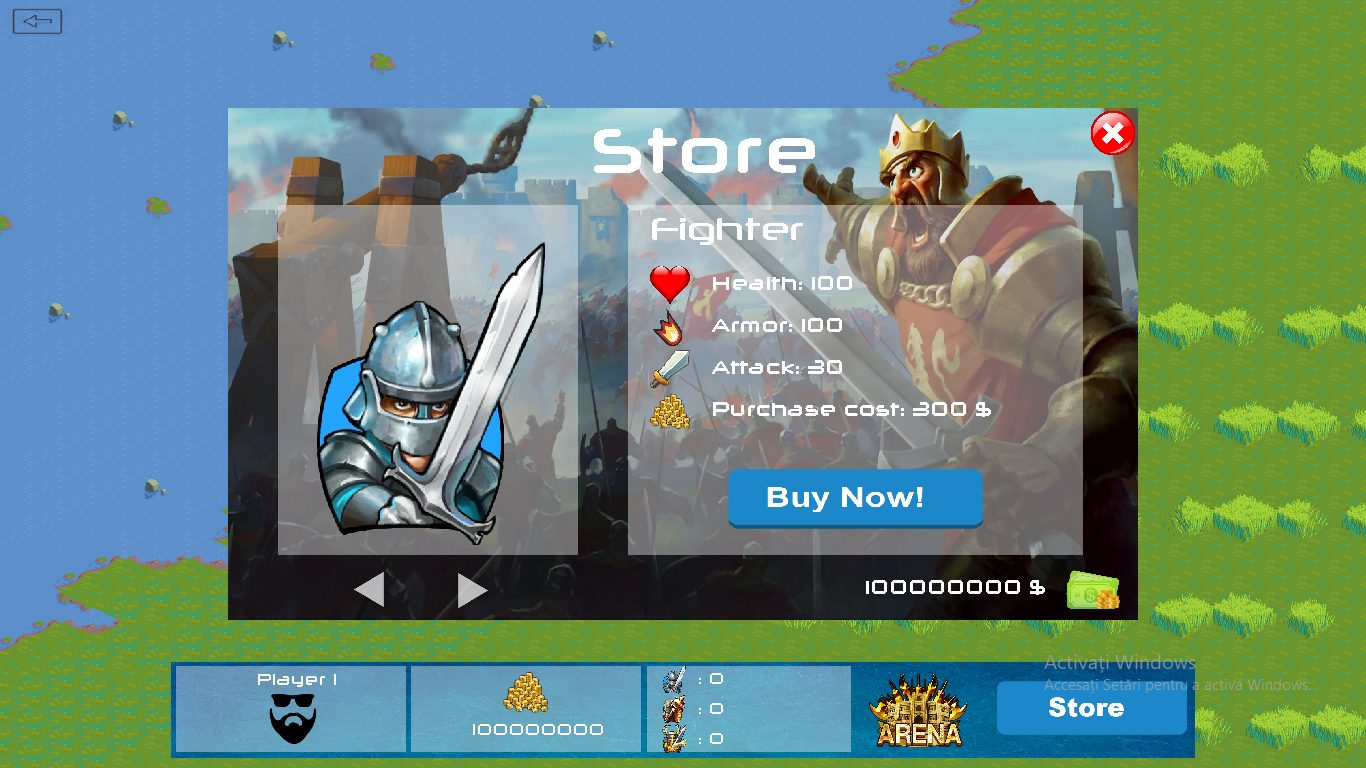 Store
Fighter
Health: 100
Armor: 100
Attack: 30
Purchase cost: 300 $
Buy Now!
100000000 $
Player 1
100000000
: 0
: 0
: 0
ARENA
Store
Activați Windows
Accesați Setări pentru a activa Windows.